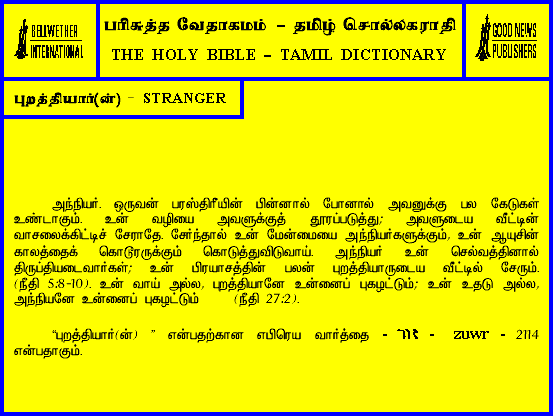 BELLWETHER
INTERNATIONAL
பரிசுத்த வேதாகமம் – தமிழ் சொல்லகராதி
THE HOLY BIBLE – TAMIL DICTIONARY
GOOD NEWS
PUBLISHERS
புறத்தியார்(ன்) – STRANGER
அந்நியர். ஒருவன் பரஸ்திரீயின் பின்னால் போனால் அவனுக்கு பல கேடுகள்
உண்டாகும். உன் வழியை அவளுக்குத் தூரப்படுத்து; அவளுடைய வீட்டின்
வாசலைக்கிட்டிச் சேராதே. சேர்ந்தால் உன் மேன்மையை அந்நியர்களுக்கும், உன் ஆயுசின்
காலத்தைக் கொடூரருக்கும் கொடுத்துவிடுவாய். அந்நியர் உன் செல்வத்தினால்
திருப்தியடைவார்கள்; உன் பிரயாசத்தின் பலன் புறத்தியாருடைய வீட்டில் சேரும்.
(நீதி 5:8-10). உன் வாய் அல்ல, புறத்தியானே உன்னைப் புகழட்டும்; உன் உதடு அல்ல,
அந்நியனே உன்னைப் புகழட்டும் (நீதி 27:2).
“புறத்தியார்(ன்) ” என்பதற்கான எபிரெய வார்த்தை - זור - zuwr - 2114
என்பதாகும்.